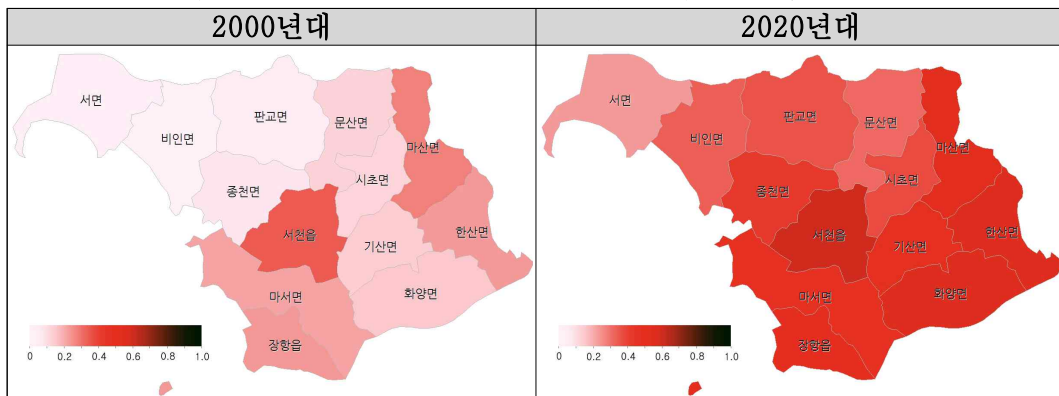 2000년대
2020년대
서면
비인면
판교면
문산면
마산면
시초면
종천면
서천읍
기산면
한산면
마서면
화양면
장항읍
0 0.2 0.4 0.6 0.8 1.0
서면
비인면
판교면
문산면
마산면
시초면
종천면
서천읍
기산면
한산면
마서면
화양면
장항읍
0 0.2 0.4 0.6 0.8 1.0